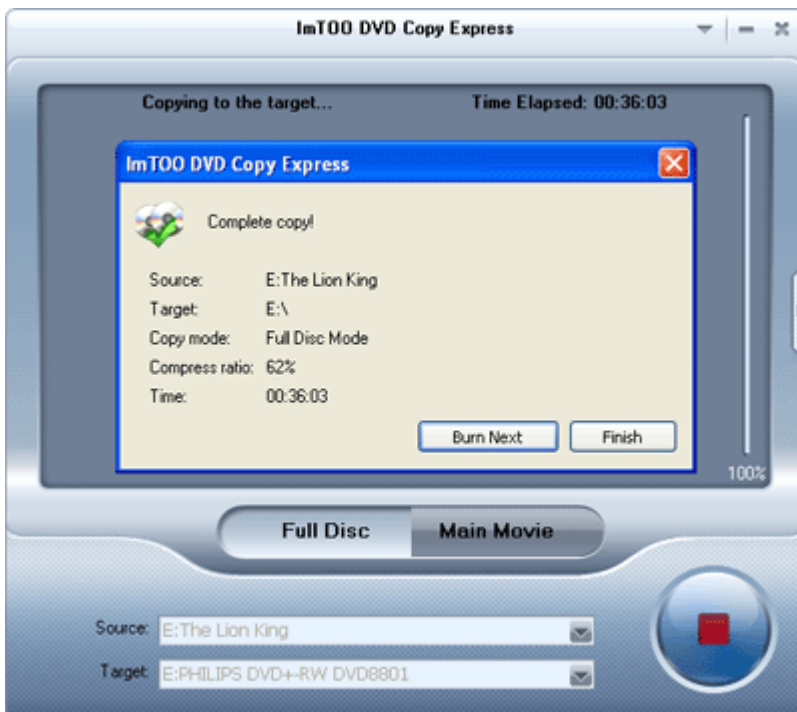 ImTOO DVD Copy Express
Copying to the target... Time Elapsed: 00:36:03
ImTOO DVD Copy Express
Complete copy!
Source: E:The Lion King
Target: E:\
Copy mode: Full Disc Mode
Compress ratio: 62%
Time: 00:36:03
Burn Next Finish
100%
Full Disc Main Movie
Source: E:The Lion King
Target: E:PHILIPS DVD+-RW DVD8801